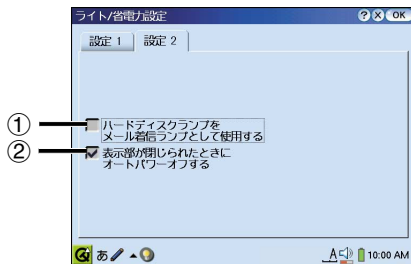 ライト/省電力設定
? × OK
設定 1 設定 2
① ハードディスクランプを
メール着信ランプとして使用する
② 表示部が閉じられたときに
オートパワーオフする
あ A 10:00 AM